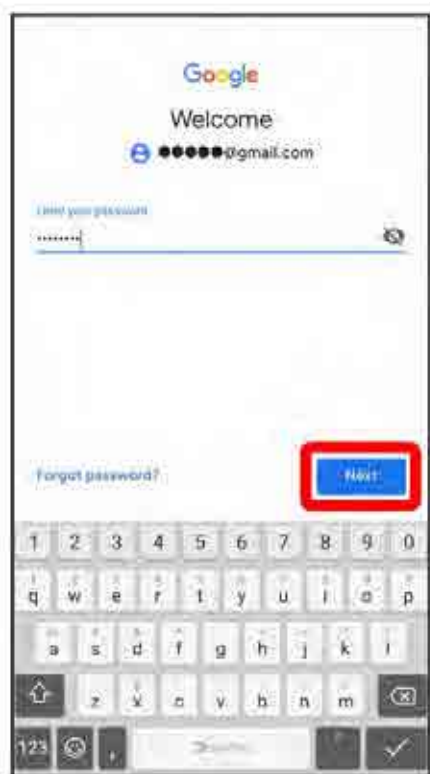 Google
Welcome
●●●●●@gmail.com
Enter your password
••••••••
Forgot password?
Next
1 2 3 4 5 6 7 8 9 0
q w e r t y u i o p
a s d f g h j k l
z x c v b n m
123 ,